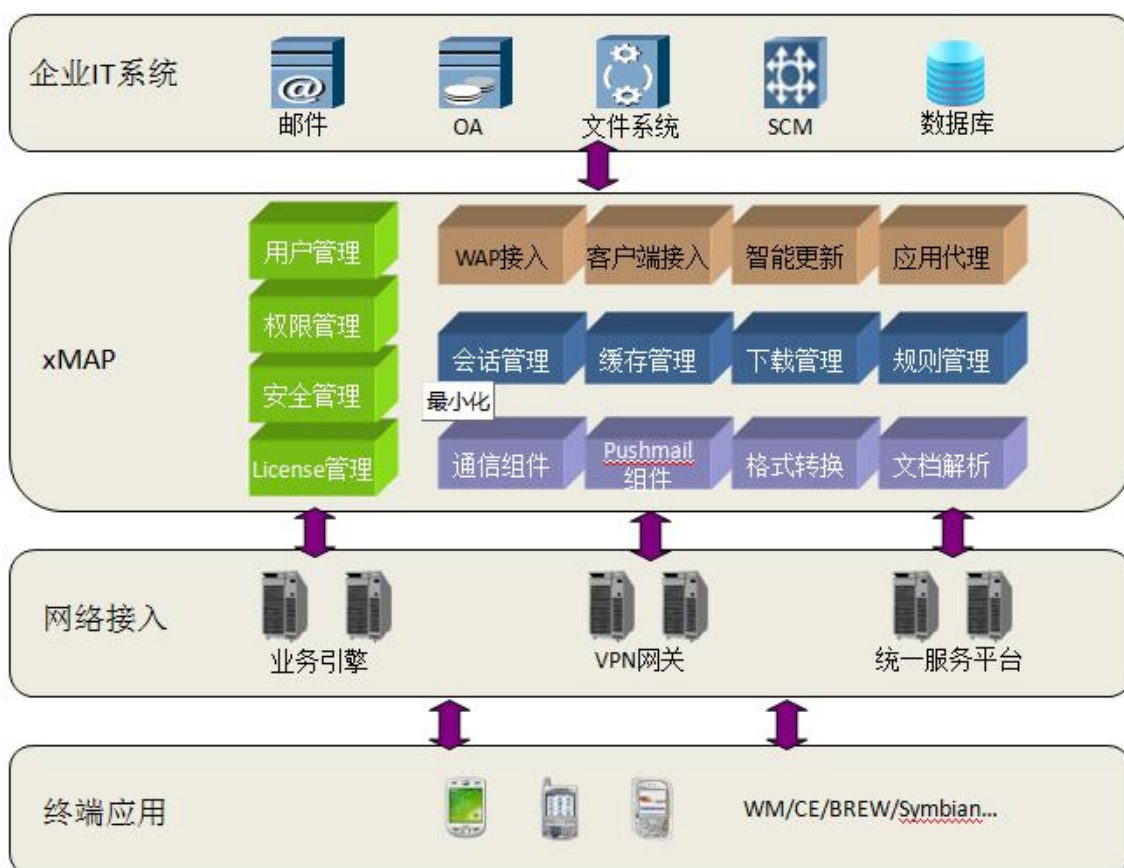 企业IT系统
邮件
OA
文件系统
SCM
数据库
xMAP
用户管理
权限管理
安全管理
License管理
WAP接入
客户端接入
智能更新
应用代理
会话管理
缓存管理
下载管理
规则管理
最小化
通信组件
Pushmail
组件
格式转换
文档解析
网络接入
业务引擎
VPN网关
统一服务平台
终端应用
WM/CE/BREW/Symbian...